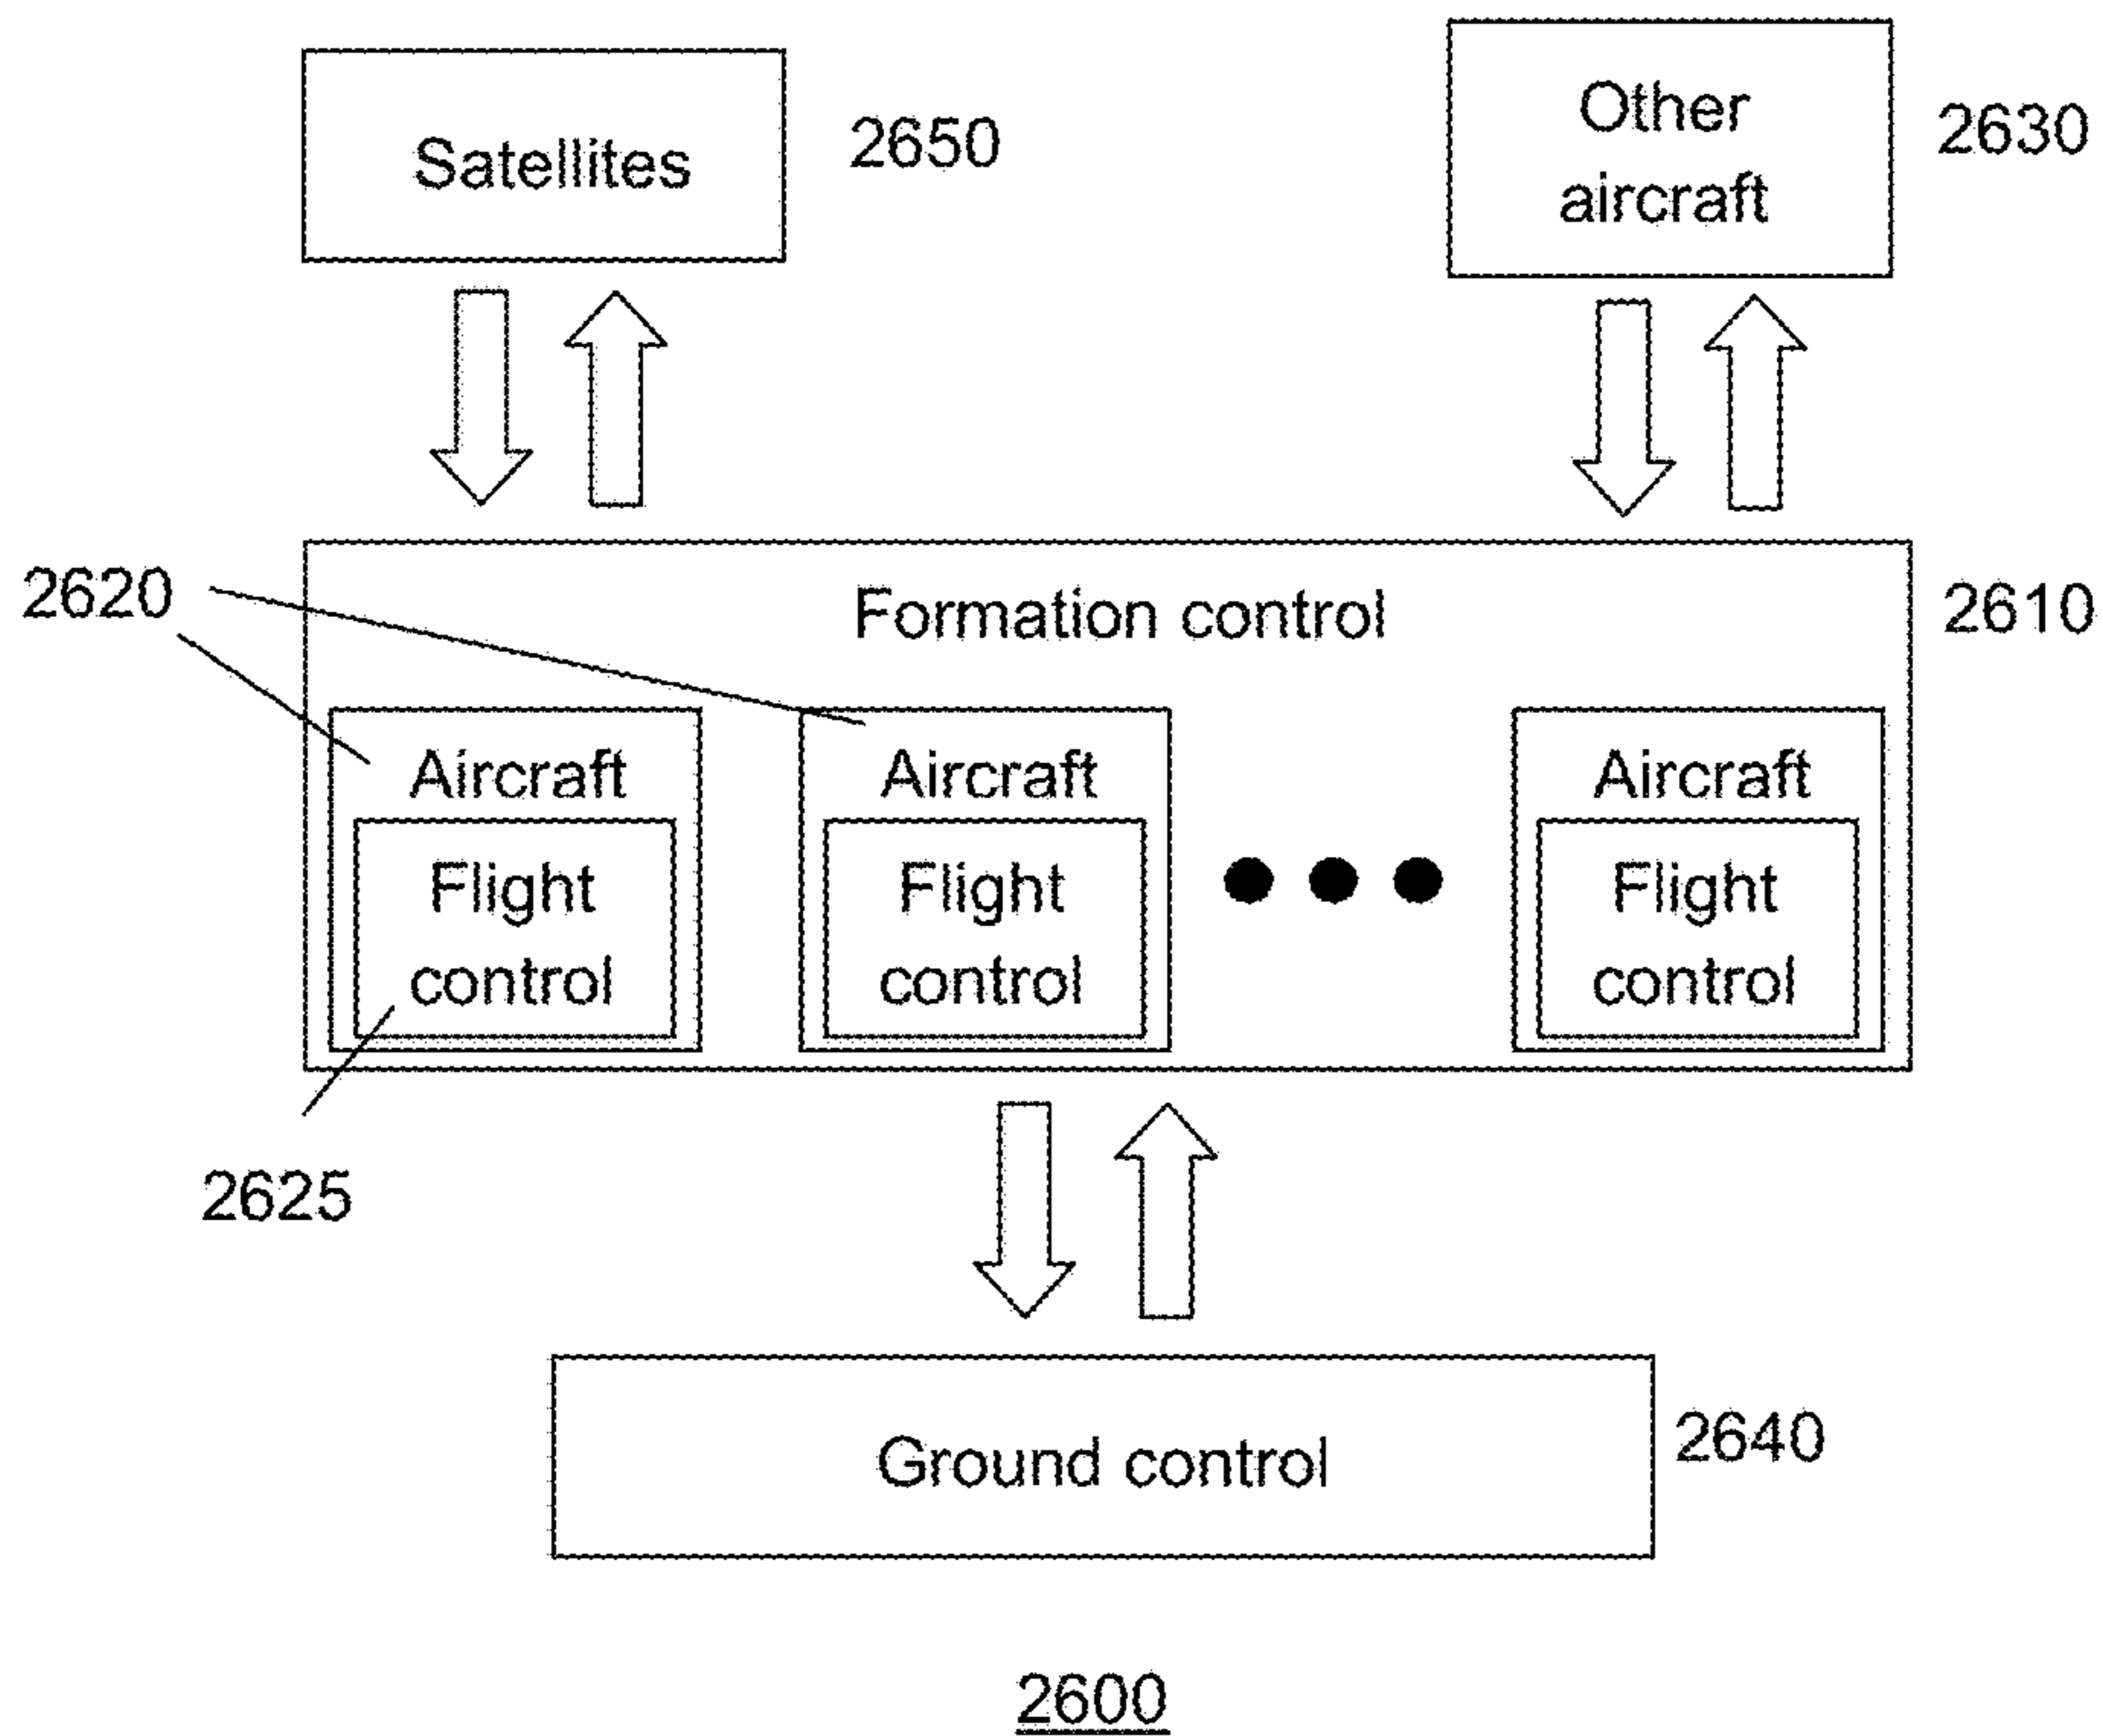 Satellites
2650
Other
aircraft
2630
2620
Formation control
2610
Aircraft
Flight
control
Aircraft
Flight
control
Aircraft
Flight
control
2625
Ground control
2640
2600